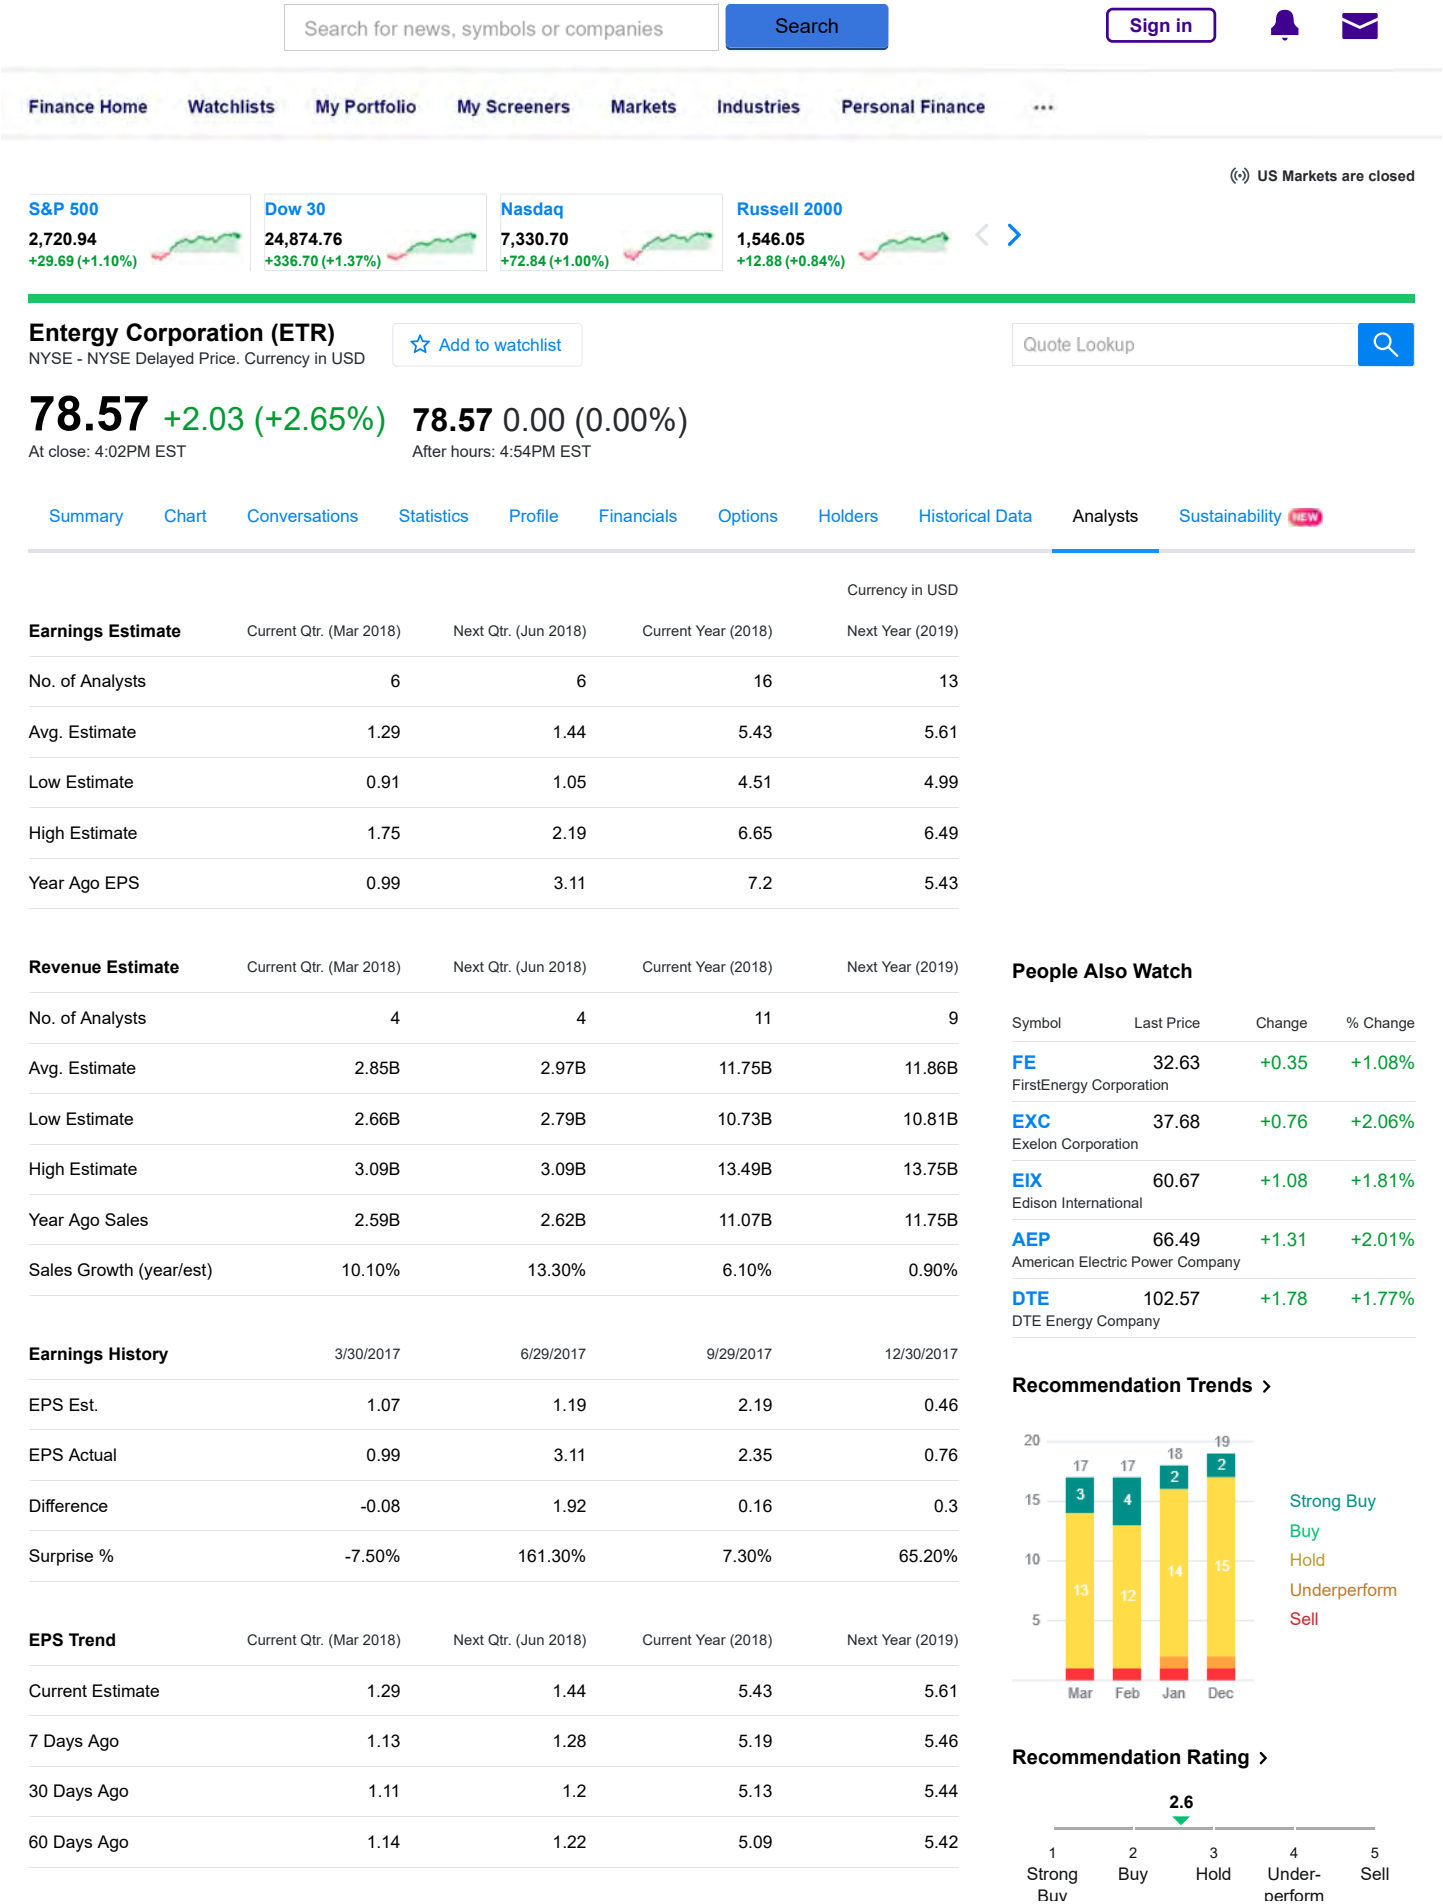 Search for news, symbols or companies Search Sign in
Finance Home Watchlists My Portfolio My Screeners Markets Industries Personal Finance ...
US Markets are closed
S&P 500 Dow 30 Nasdaq Russell 2000
2,720.94 24,874.76 7,330.70 1,546.05
+29.69 (+1.10%) +336.70 (+1.37%) +72.84 (+1.00%) +12.88 (+0.84%)
Entergy Corporation (ETR) Add to watchlist Quote Lookup
NYSE - NYSE Delayed Price. Currency in USD
78.57 +2.03 (+2.65%) 78.57 0.00 (0.00%)
At close: 4:02PM EST After hours: 4:54PM EST
Summary Chart Conversations Statistics Profile Financials Options Holders Historical Data Analysts Sustainability NEW
Currency in USD
Earnings Estimate Current Qtr. (Mar 2018) Next Qtr. (Jun 2018) Current Year (2018) Next Year (2019)
No. of Analysts 6 6 16 13
Avg. Estimate 1.29 1.44 5.43 5.61
Low Estimate 0.91 1.05 4.51 4.99
High Estimate 1.75 2.19 6.65 6.49
Year Ago EPS 0.99 3.11 7.2 5.43
Revenue Estimate Current Qtr. (Mar 2018) Next Qtr. (Jun 2018) Current Year (2018) Next Year (2019)
No. of Analysts 4 4 11 9
Avg. Estimate 2.85B 2.97B 11.75B 11.86B
Low Estimate 2.66B 2.79B 10.73B 10.81B
High Estimate 3.09B 3.09B 13.49B 13.75B
Year Ago Sales 2.59B 2.62B 11.07B 11.75B
Sales Growth (year/est) 10.10% 13.30% 6.10% 0.90%
Earnings History 3/30/2017 6/29/2017 9/29/2017 12/30/2017
EPS Est. 1.07 1.19 2.19 0.46
EPS Actual 0.99 3.11 2.35 0.76
Difference -0.08 1.92 0.16 0.3
Surprise % -7.50% 161.30% 7.30% 65.20%
EPS Trend Current Qtr. (Mar 2018) Next Qtr. (Jun 2018) Current Year (2018) Next Year (2019)
Current Estimate 1.29 1.44 5.43 5.61
7 Days Ago 1.13 1.28 5.19 5.46
30 Days Ago 1.11 1.2 5.13 5.44
60 Days Ago 1.14 1.22 5.09 5.42
People Also Watch
Symbol Last Price Change % Change
FE 32.63 +0.35 +1.08%
FirstEnergy Corporation
EXC 37.68 +0.76 +2.06%
Exelon Corporation
EIX 60.67 +1.08 +1.81%
Edison International
AEP 66.49 +1.31 +2.01%
American Electric Power Company
DTE 102.57 +1.78 +1.77%
DTE Energy Company
Recommendation Trends
20 15 10 5
17 17 18 19
3 4 2 2
13 12 14 15
Mar Feb Jan Dec
Strong Buy
Buy
Hold
Underperform
Sell
Recommendation Rating
2.6
1 2 3 4 5
Strong Buy Hold Under- Sell
Buy perform